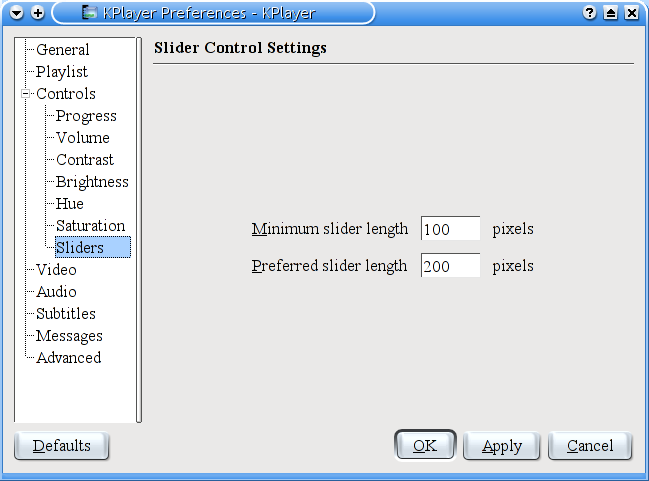 KPlayer Preferences - KPlayer
General
Playlist
Controls
Progress
Volume
Contrast
Brightness
Hue
Saturation
Sliders
Video
Audio
Subtitles
Messages
Advanced
Slider Control Settings
Minimum slider length 100 pixels
Preferred slider length 200 pixels
Defaults
OK
Apply
Cancel